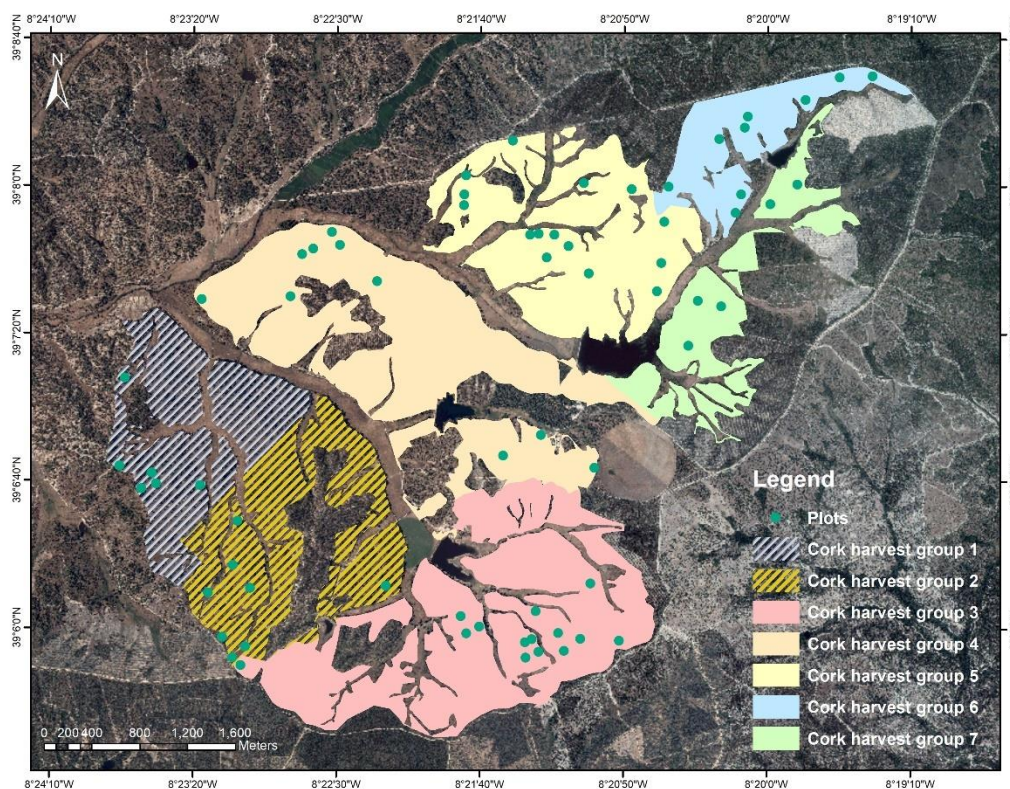 8°24'10"W 8°23'20"W 8°22'30"W 8°21'40"W 8°20'50"W 8°20'0"W 8°19'10"W
39°8'40"N
N
39°8'0"N
39°7'20"N
39°6'40"N
39°6'0"N
Legend
Plots
Cork harvest group 1
Cork harvest group 2
Cork harvest group 3
Cork harvest group 4
Cork harvest group 5
Cork harvest group 6
Cork harvest group 7
0 200 400 800 1,200 1,600
Meters
8°24'10"W 8°23'20"W 8°22'30"W 8°21'40"W 8°20'50"W 8°20'0"W 8°19'10"W